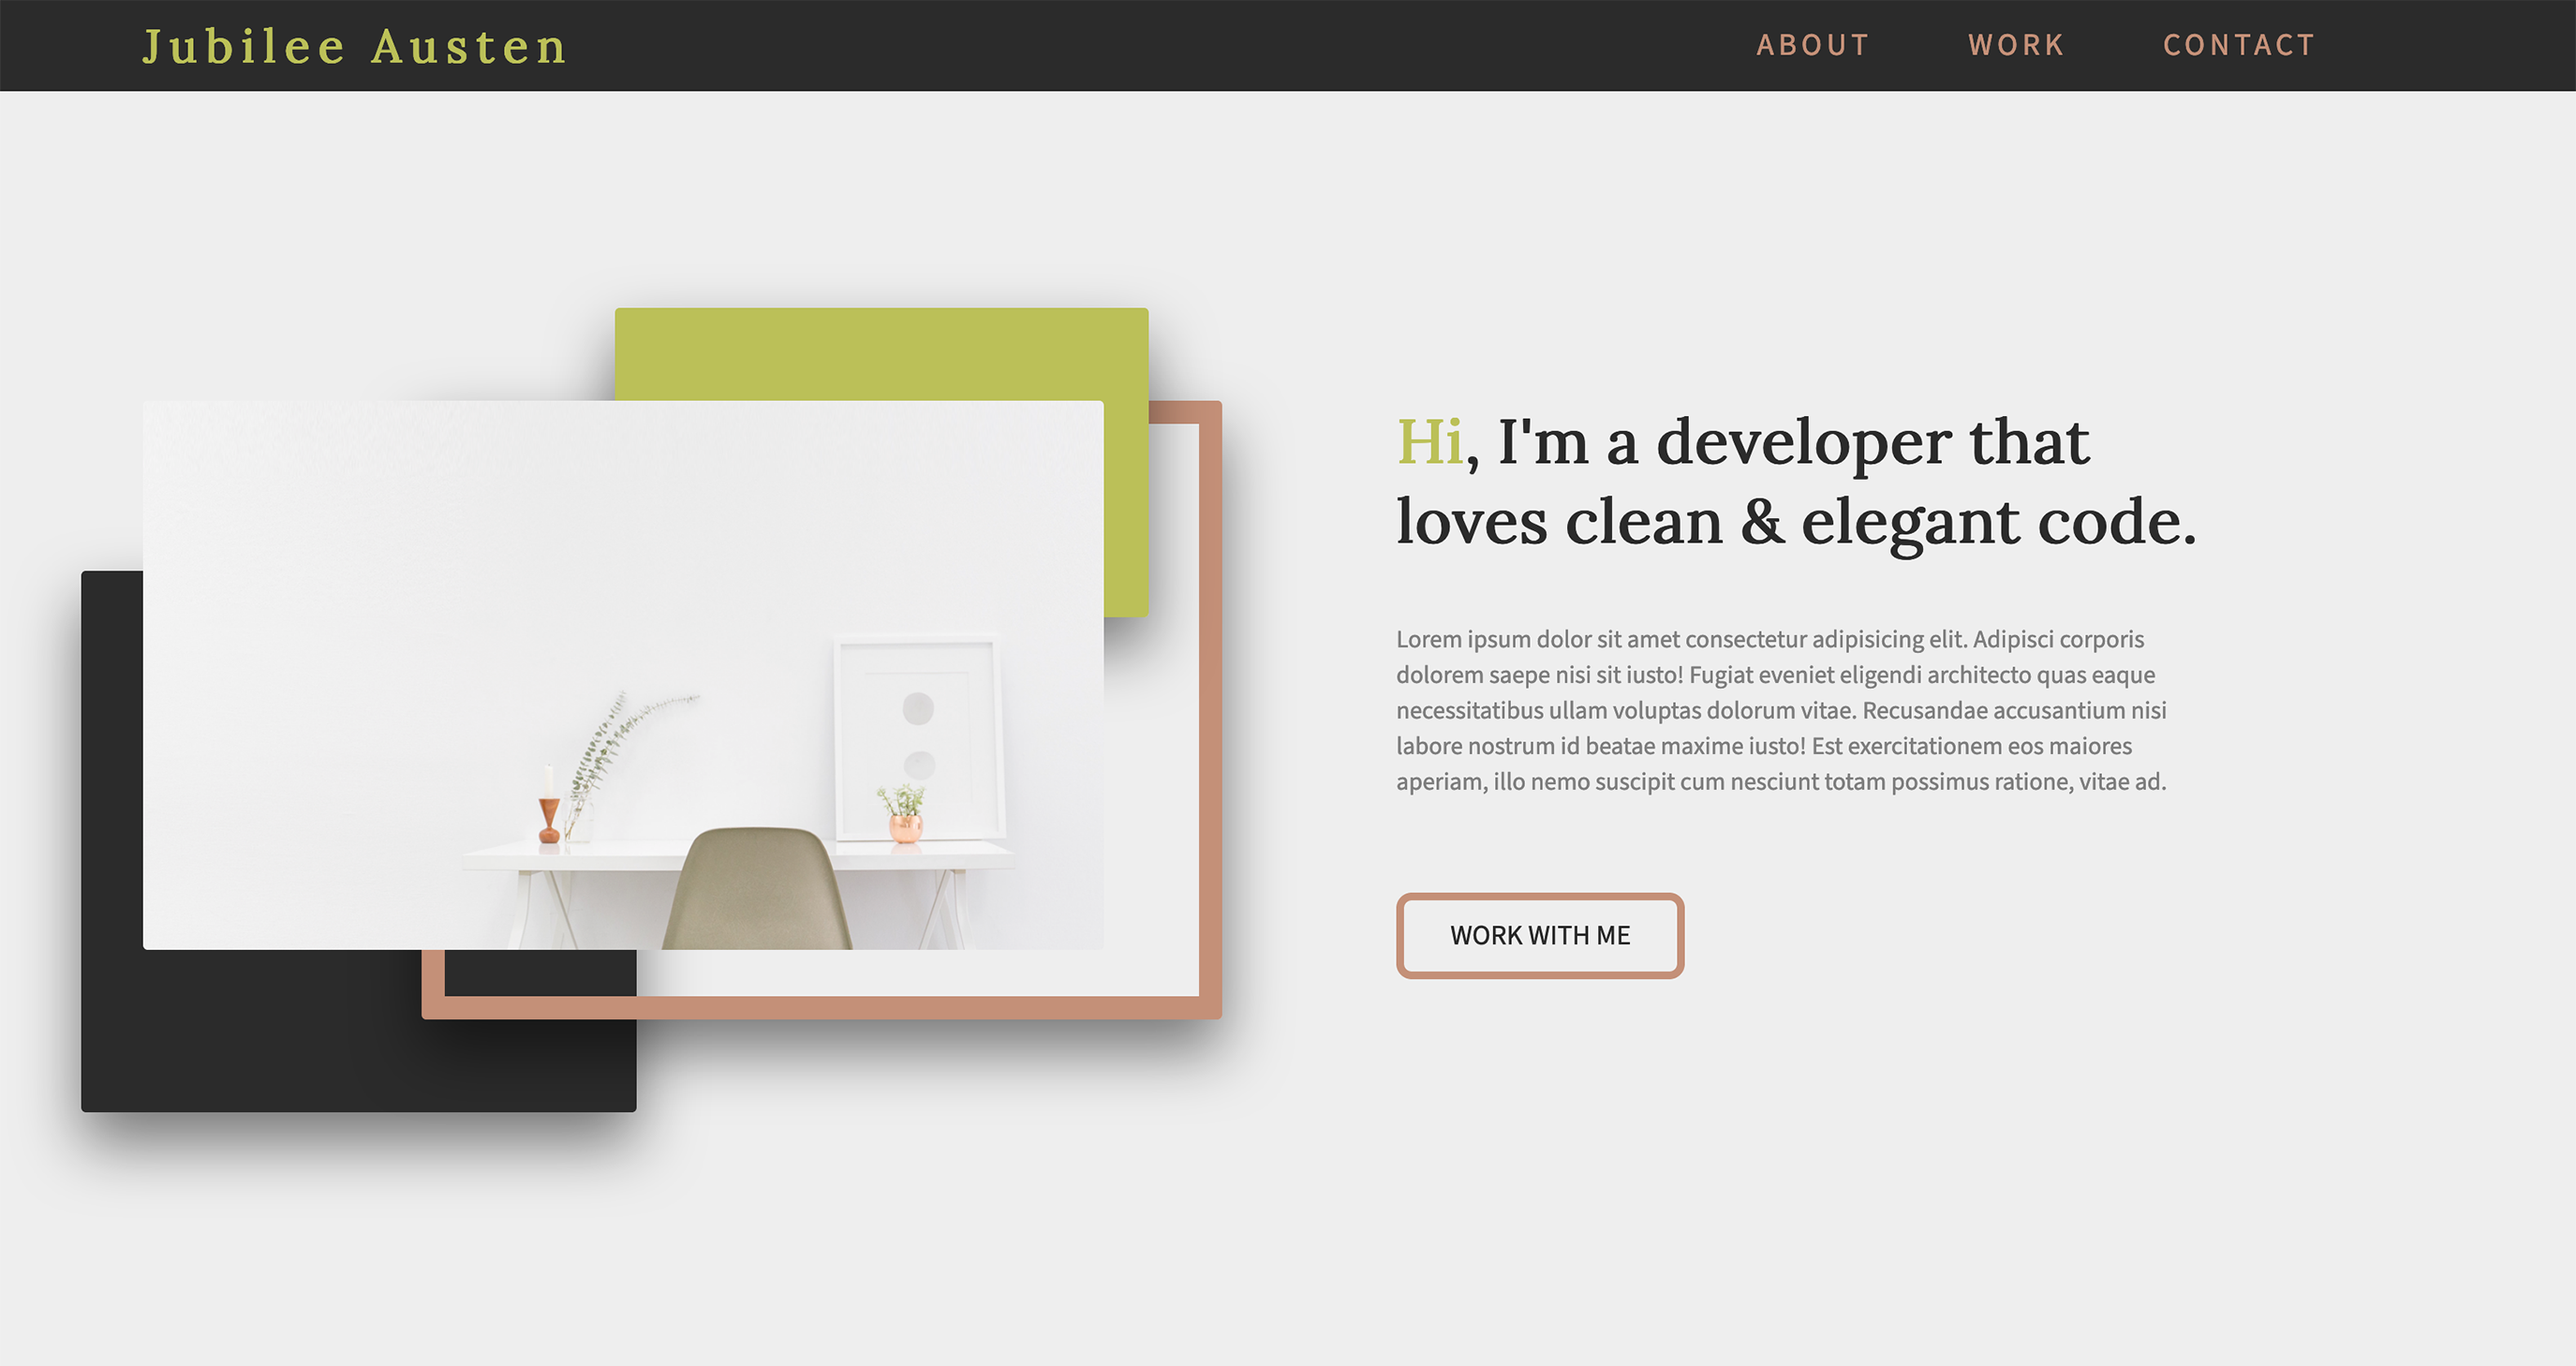 Jubilee Austen
ABOUT WORK CONTACT
Hi, I'm a developer that
loves clean & elegant code.
Lorem ipsum dolor sit amet consectetur adipisicing elit. Adipisci corporis
dolorem saepe nisi sit iusto! Fugiat eveniet eligendi architecto quas eaque
necessitatibus ullam voluptas dolorum vitae. Recusandae accusantium nisi
labore nostrum id beatae maxime iusto! Est exercitationem eos maiores
aperiam, illo nemo suscipit cum nesciunt totam possimus ratione, vitae ad.
WORK WITH ME